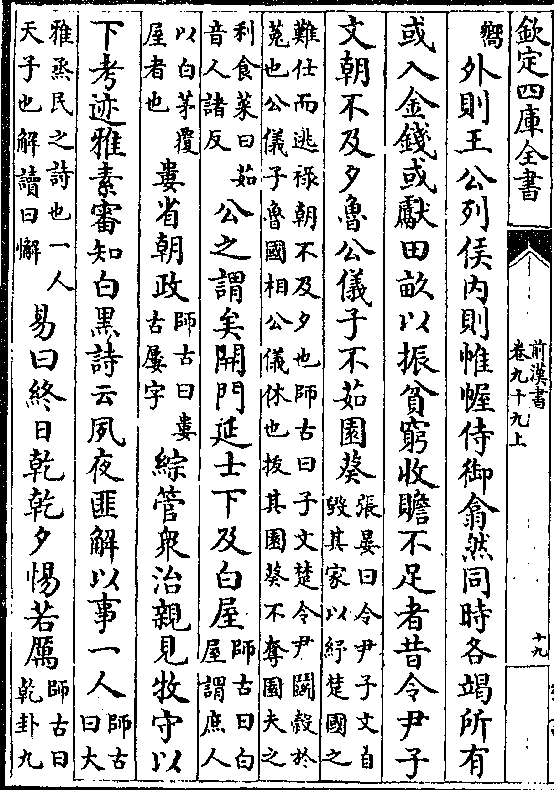 欽定四庫全書
前漢書
卷九十九上
十九
嚮外則王公列侯内則帷幄侍御翕然同時各竭所有
或入金錢或獻田畝以振貧窮收贍不足者昔令尹子
文朝不及夕魯公儀子不茹園葵
張晏曰令尹子文自
毀其家以紓楚國之
難仕而逃祿朝不及夕也師古曰子文楚令尹鬬榖於
菟也公儀子魯國相公儀休也拔其園葵不奪園夫之
利食菜曰茹
音人諸反
公之謂矣開門延士下及白屋
師古曰白
屋謂庶人
以白茅覆
屋者也
婁省朝政
師古曰婁
古屢字
綜管衆治親見牧守以
下考迹雅素審知白黑詩云夙夜匪解以事一人
師古
曰大
雅烝民之詩也一人
天子也解讀曰懈
易曰終日乾乾夕惕若厲
師古曰
乾卦九